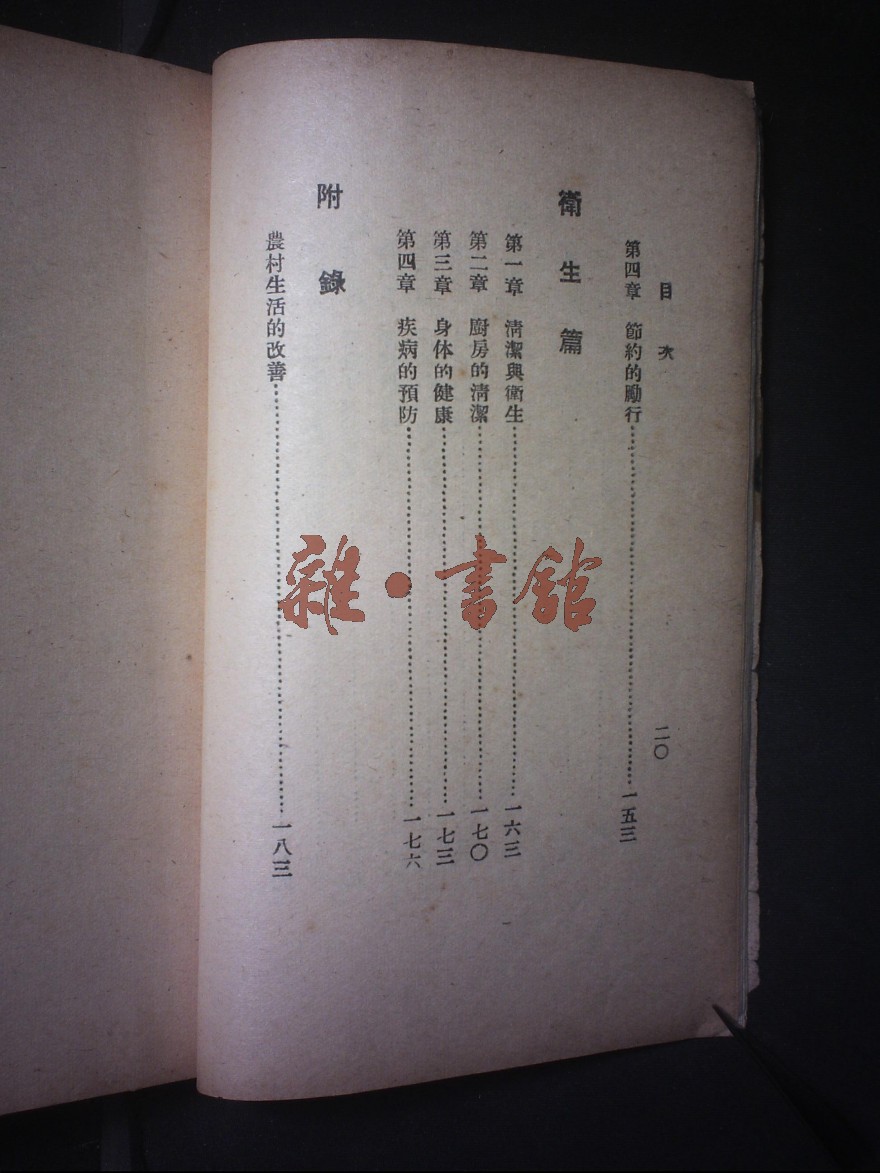 目次
二〇
第四章 節約的勵行……一五三
衛生篇
第一章 清潔與衛生……一六三
第二章 廚房的清潔……一七〇
第三章 身体的健康……一七三
第四章 疾病的預防……一七六
附錄
農村生活的改善……一八三
雜·書館